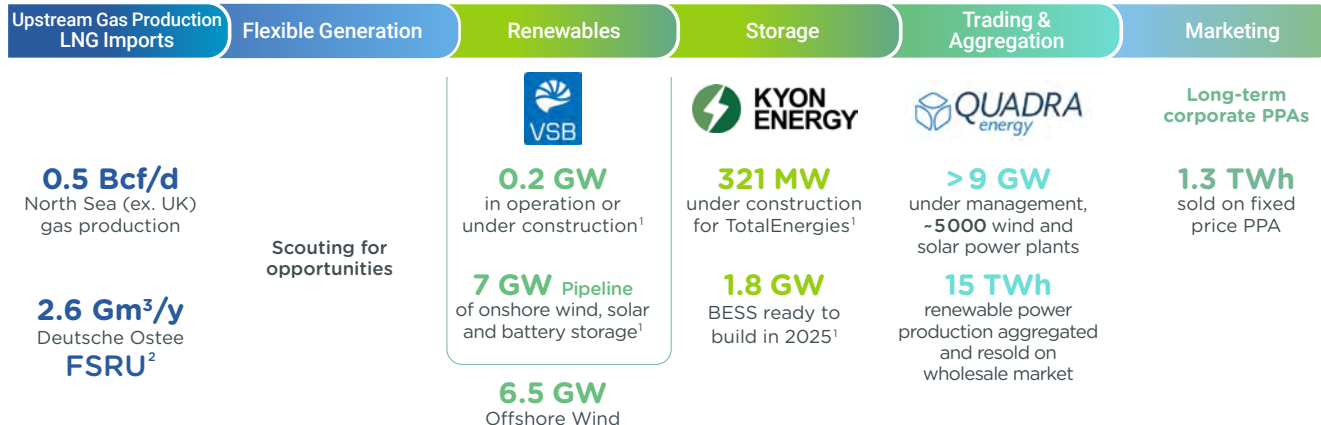 Upstream Gas Production
LNG Imports
Flexible Generation
Renewables
Storage
Trading &
Aggregation
Marketing
0.5 Bcf/d
North Sea (ex. UK)
gas production
2.6 Gm³/y
Deutsche Ostee
FSRU²
Scouting for
opportunities
VSB
0.2 GW
in operation or
under construction¹
7 GW Pipeline
of onshore wind, solar
and battery storage¹
6.5 GW
Offshore Wind
KYON
ENERGY
321 MW
under construction
for TotalEnergies¹
1.8 GW
BESS ready to
build in 2025¹
QUADRA
energy
> 9 GW
under management,
~5000 wind and
solar power plants
15 TWh
renewable power
production aggregated
and resold on
wholesale market
Long-term
corporate PPAs
1.3 TWh
sold on fixed
price PPA